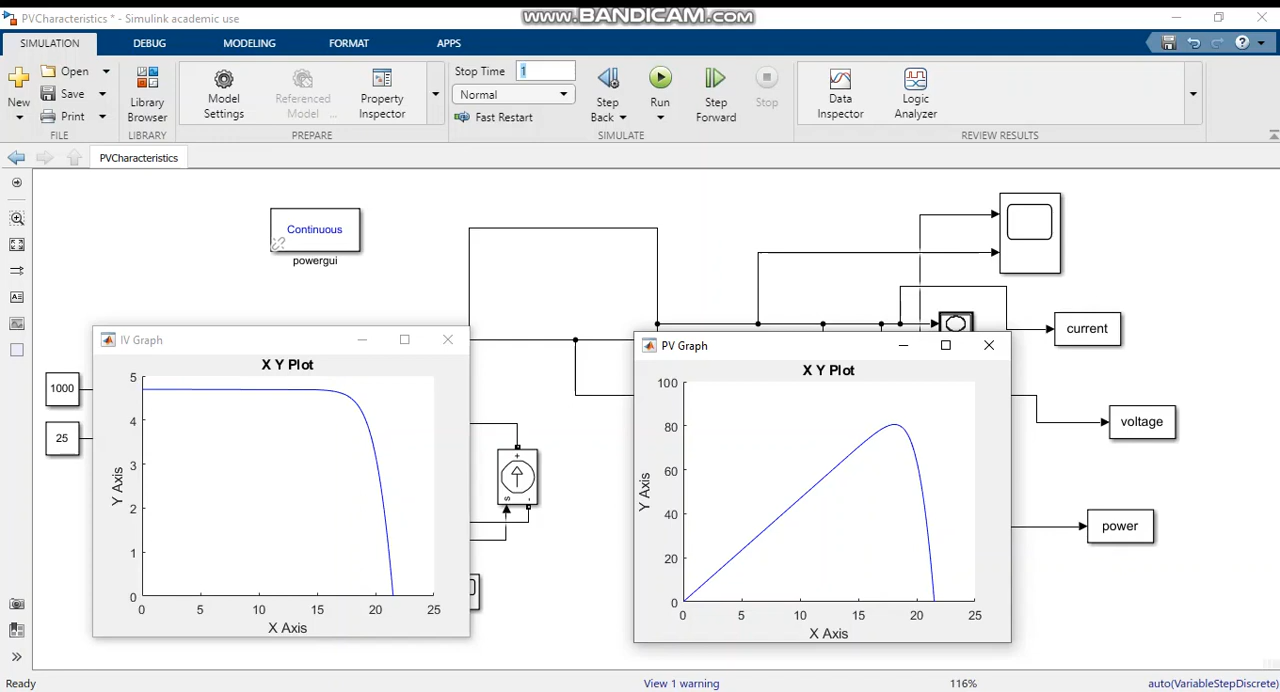 PVCharacteristics * - Simulink academic use
www.BANDICAM.com
SIMULATION DEBUG MODELING FORMAT APPS
New
Open
Save
Print
FILE
Library
Browser
LIBRARY
Model
Settings
Referenced
Model ...
Property
Inspector
PREPARE
Stop Time 1
Normal
Fast Restart
Step
Back
Run
Step
Forward
Stop
SIMULATE
Data
Inspector
Logic
Analyzer
REVIEW RESULTS
PVCharacteristics
Continuous
powergui
1000
25
IV Graph
X Y Plot
5
4
3
2
1
0
Y Axis
0 5 10 15 20 25
X Axis
+
s
-
PV Graph
X Y Plot
100
80
60
40
20
0
Y Axis
0 5 10 15 20 25
X Axis
current
voltage
power
Ready
View 1 warning
116%
auto(VariableStepDiscrete)